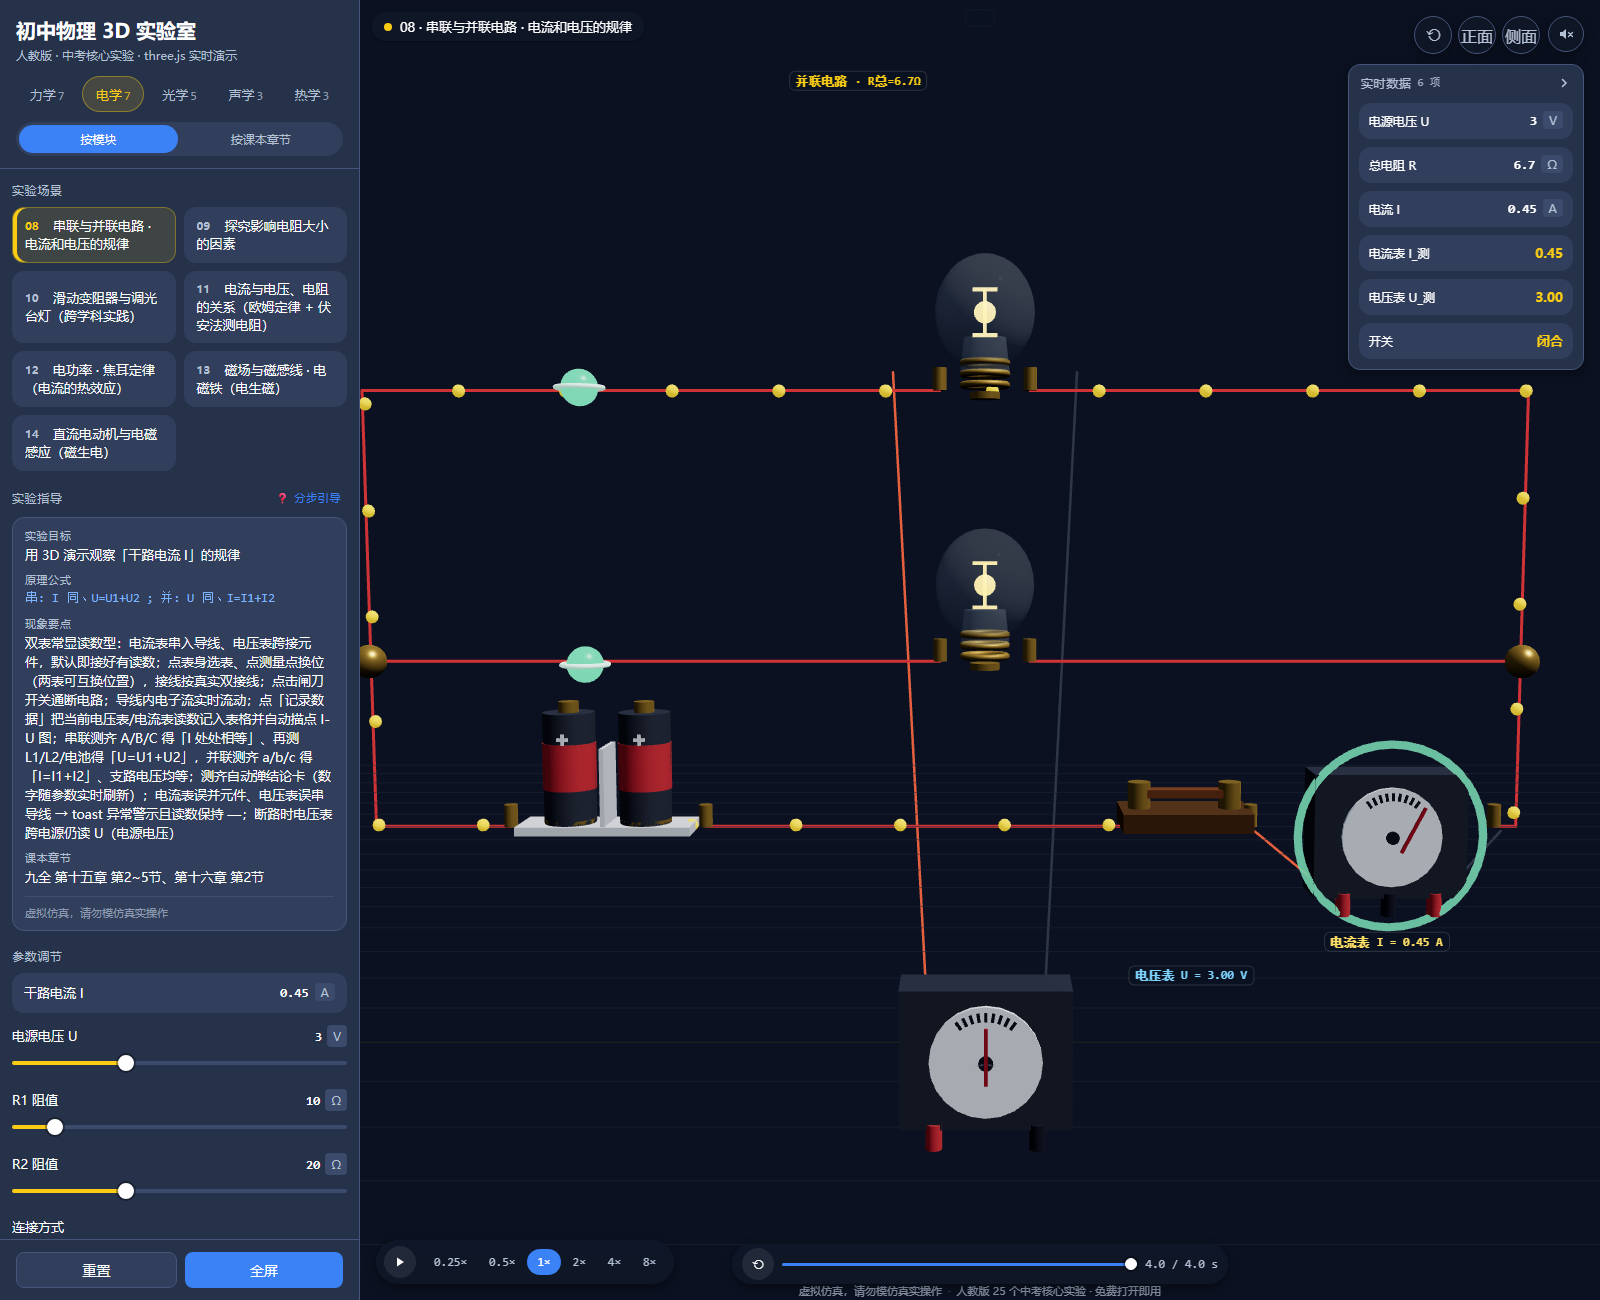 初中物理 3D 实验室
人教版 · 中考核心实验 · three.js 实时演示
力学7 电学7 光学5 声学3 热学3
按模块 按课本章节
实验场景
08 串联与并联电路 · 电流和电压的规律
09 探究影响电阻大小的因素
10 滑动变阻器与调光台灯（跨学科实践）
11 电流与电压、电阻的关系（欧姆定律 + 伏安法测电阻）
12 电功率 · 焦耳定律（电流的热效应）
13 磁场与磁感线 · 电磁铁（电生磁）
14 直流电动机与电磁感应（磁生电）
实验指导 ❓ 分步引导
实验目标
用 3D 演示观察「干路电流 I」的规律
原理公式
串: I 同、U=U1+U2 ; 并: U 同、I=I1+I2
现象要点
双表常显读数型：电流表串入导线、电压表跨接元
件，默认即接好有读数；点表身选表、点测量点换位
（两表可互换位置），接线按真实双接线；点击闸刀
开关通断电路；导线内电子流实时流动；点「记录数
据」把当前电压表/电流表读数记入表格并自动描点 I-
U 图；串联测齐 A/B/C 得「I 处处相等」、再测
L1/L2/电池得「U=U1+U2」，并联测齐 a/b/c 得
「I=I1+I2」、支路电压均等；测齐自动弹结论卡（数
字随参数实时刷新）；电流表误并元件、电压表误串
导线 → toast 异常警示且读数保持 —；断路时电压表
跨电源仍读 U（电源电压）
课本章节
九全 第十五章 第2~5节、第十六章 第2节
虚拟仿真，请勿模仿真实操作
参数调节
干路电流 I 0.45 A
电源电压 U 3 V
R1 阻值 10 Ω
R2 阻值 20 Ω
连接方式
重置 全屏
08 · 串联与并联电路 · 电流和电压的规律
正面 侧面
并联电路 · R总=6.7Ω
实时数据 6 项
电源电压 U 3 V
总电阻 R 6.7 Ω
电流 I 0.45 A
电流表 I_测 0.45
电压表 U_测 3.00
开关 闭合
电流表 I = 0.45 A
电压表 U = 3.00 V
0.25× 0.5× 1× 2× 4× 8×
4.0 / 4.0 s
虚拟仿真，请勿模仿真实操作 · 人教版 25 个中考核心实验 · 免费打开即用